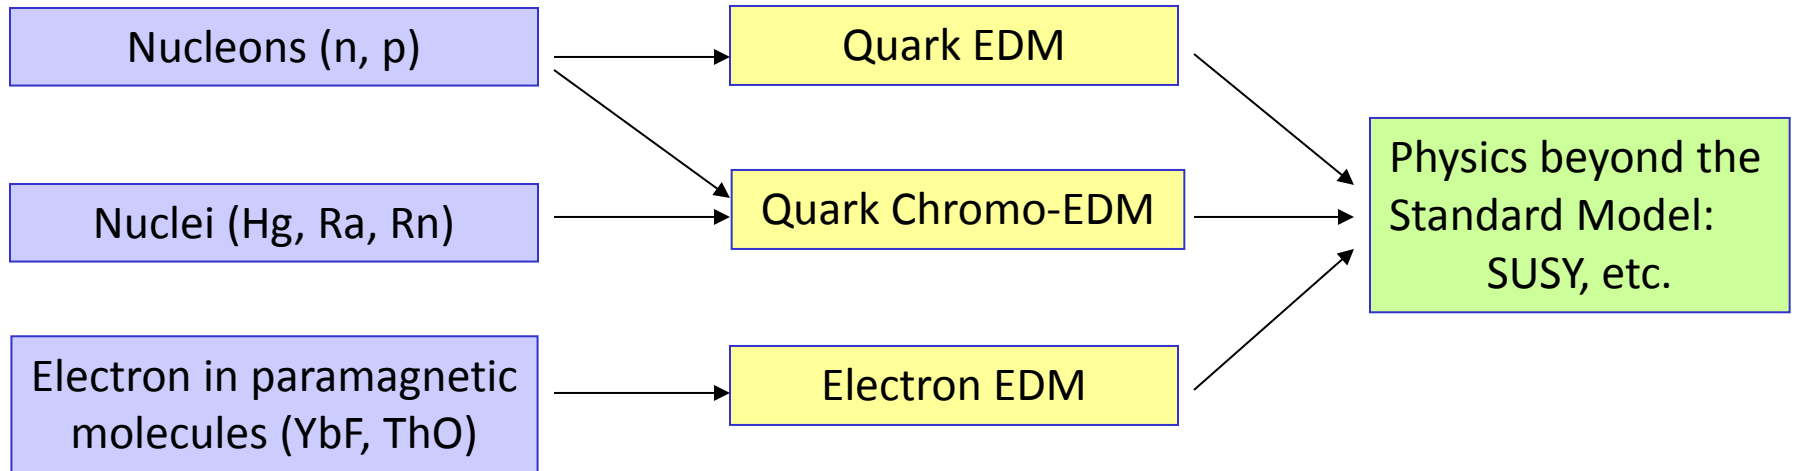 Nucleons (n, p)
Quark EDM
Physics beyond the
Standard Model:
SUSY, etc.
Nuclei (Hg, Ra, Rn)
Quark Chromo-EDM
Electron in paramagnetic
molecules (YbF, ThO)
Electron EDM